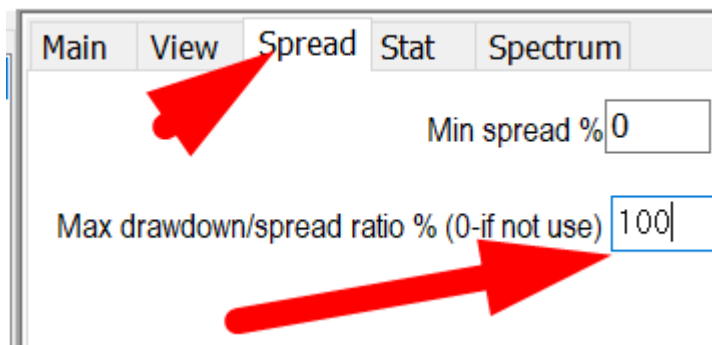 Main View Spread Stat Spectrum
Min spread % 0
Max drawdown/spread ratio % (0-if not use) 100